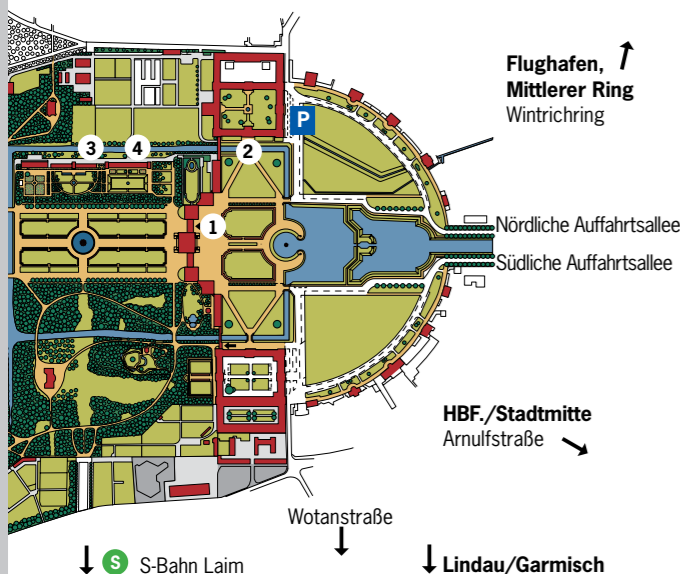 Flughafen,
Mittlerer Ring
Wintrichring
P
3
4
2
1
Nördliche Auffahrtsallee
Südliche Auffahrtsallee
HBF./Stadtmitte
Arnulfstraße
Wotanstraße
S S-Bahn Laim
Lindau/Garmisch